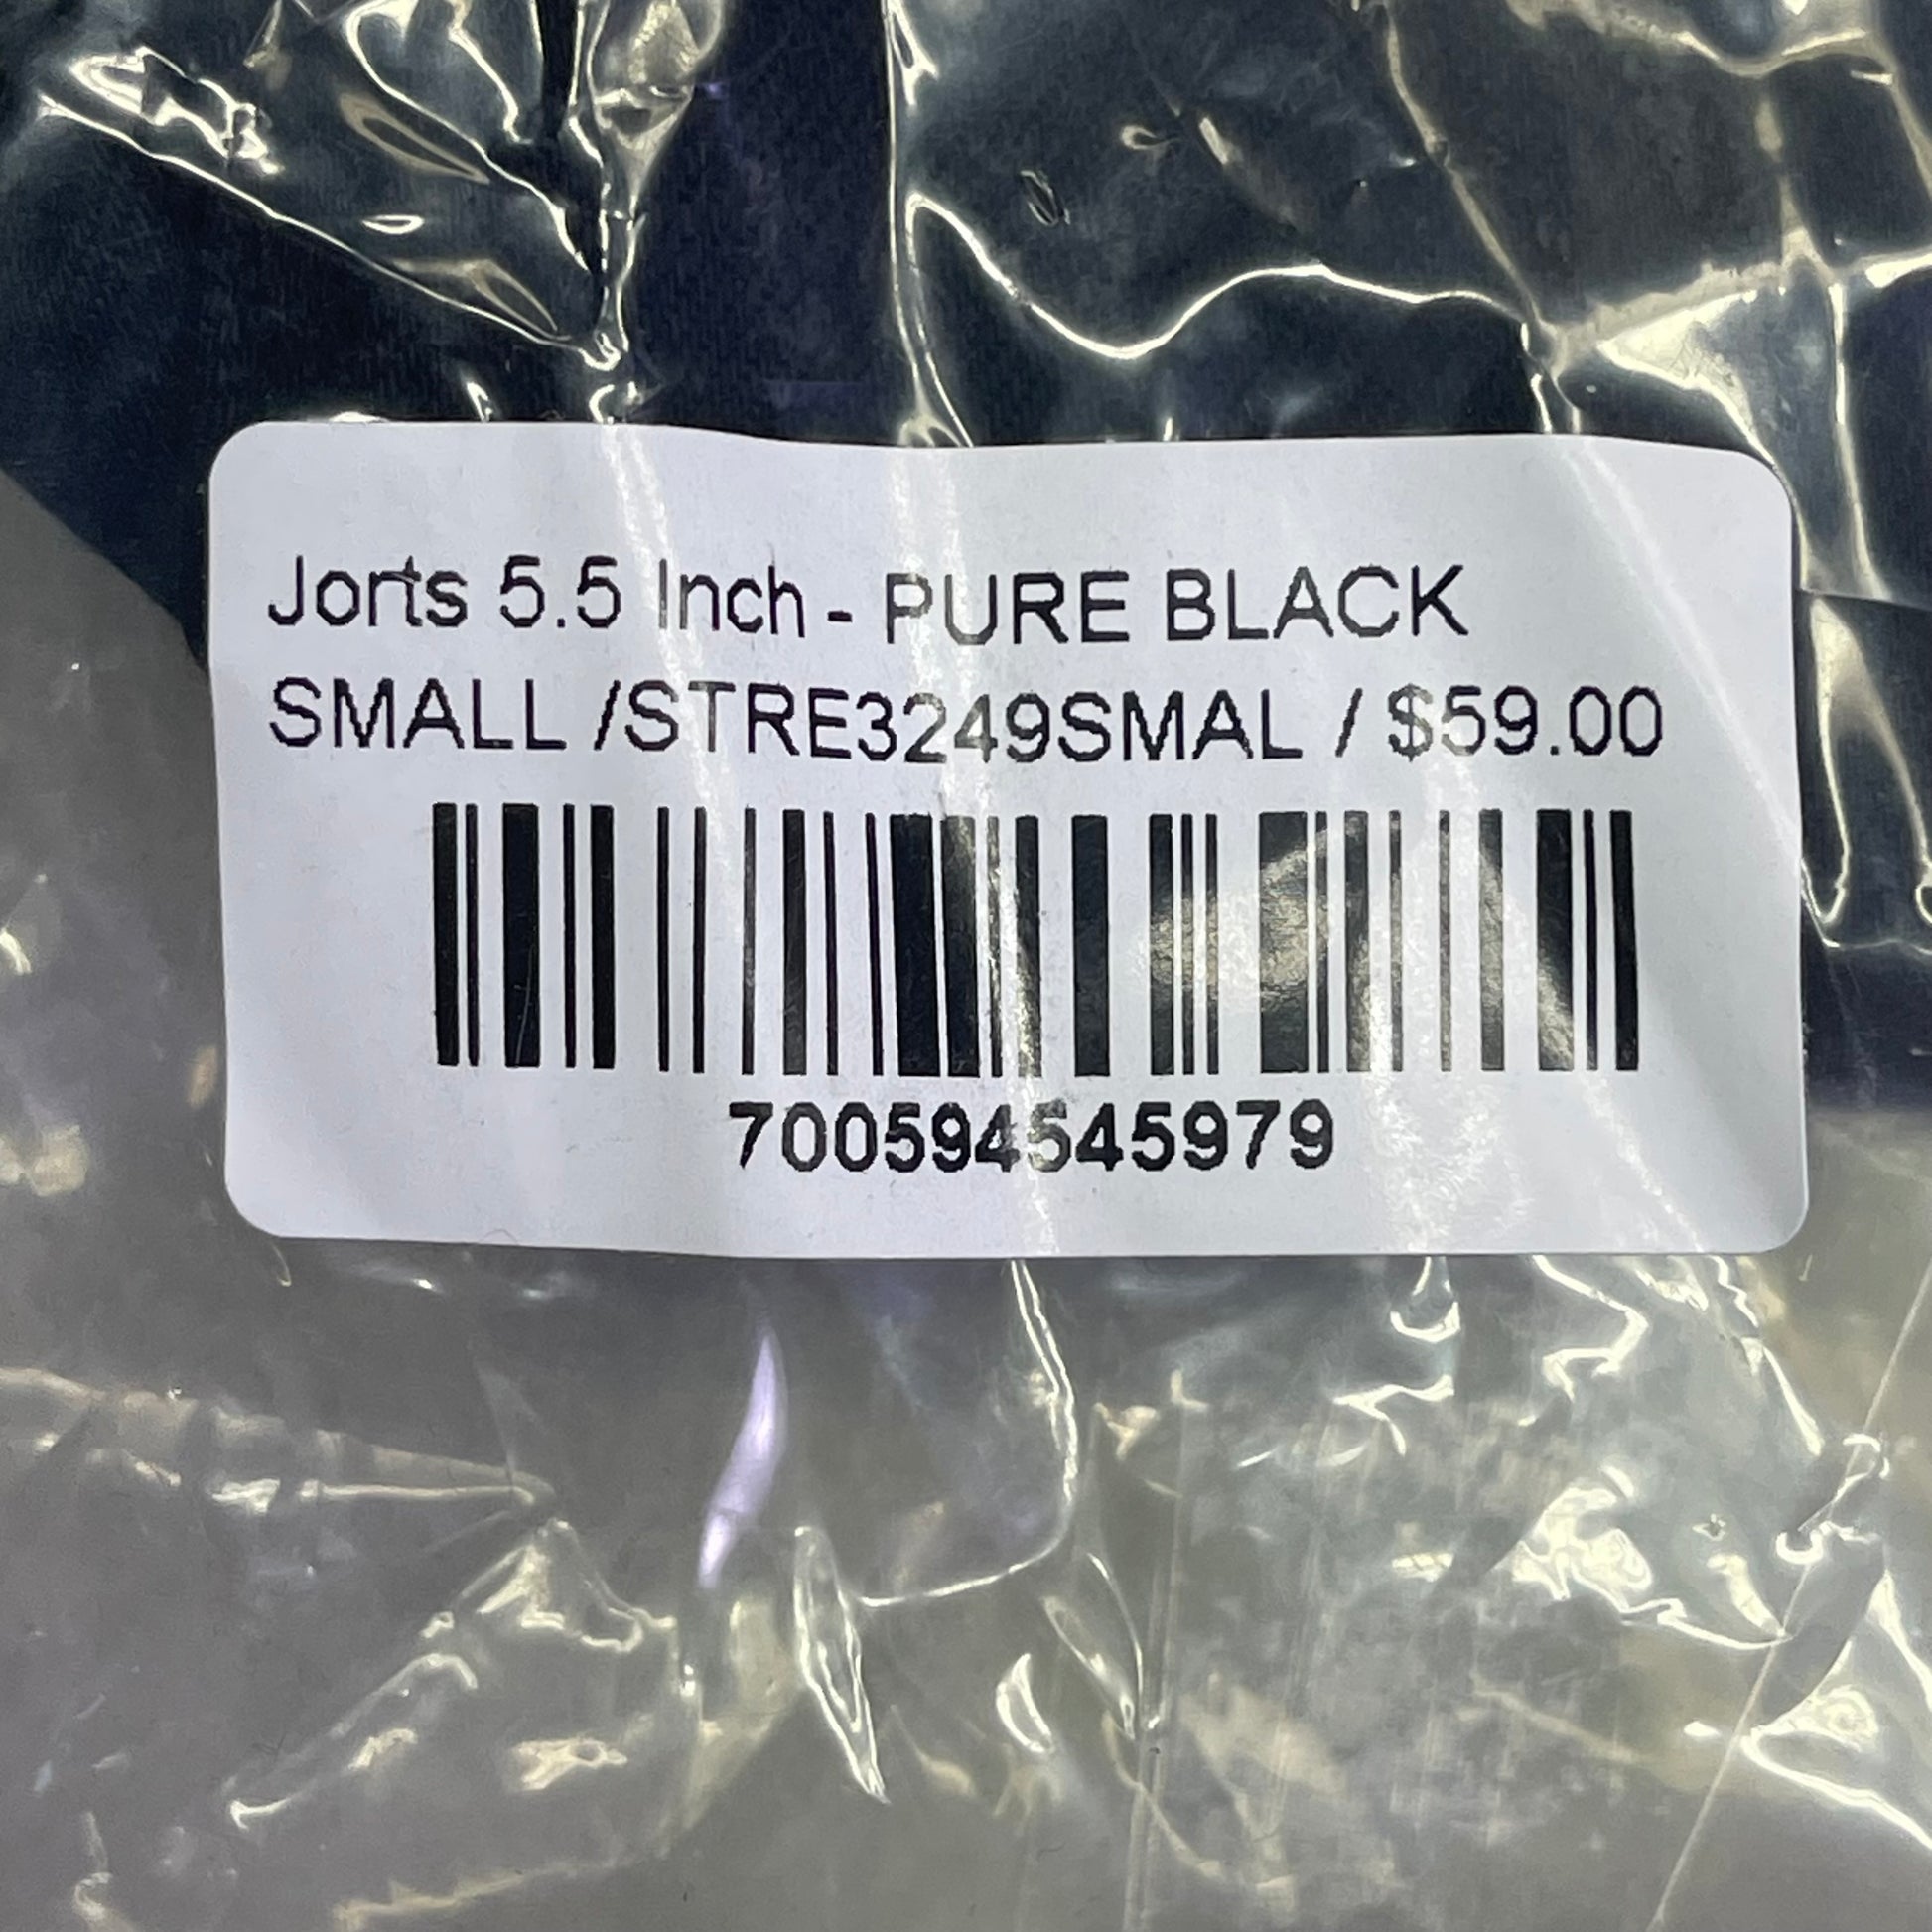 Jorts 5.5 Inch - PURE BLACK
SMALL /STRE3249SMAL / $59.00
700594545979